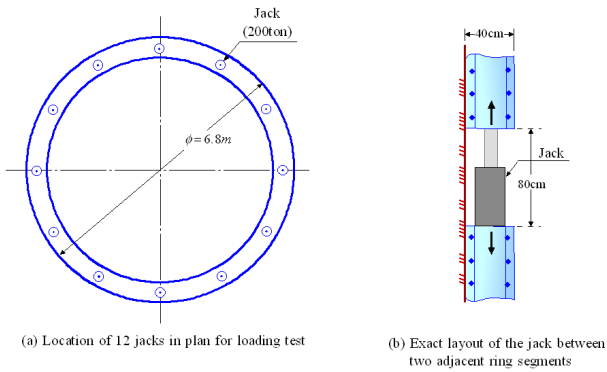 Jack
(200ton)
ϕ=6.8m
(a) Location of 12 jacks in plan for loading test
40cm
Jack
80cm
(b) Exact layout of the jack between
two adjacent ring segments